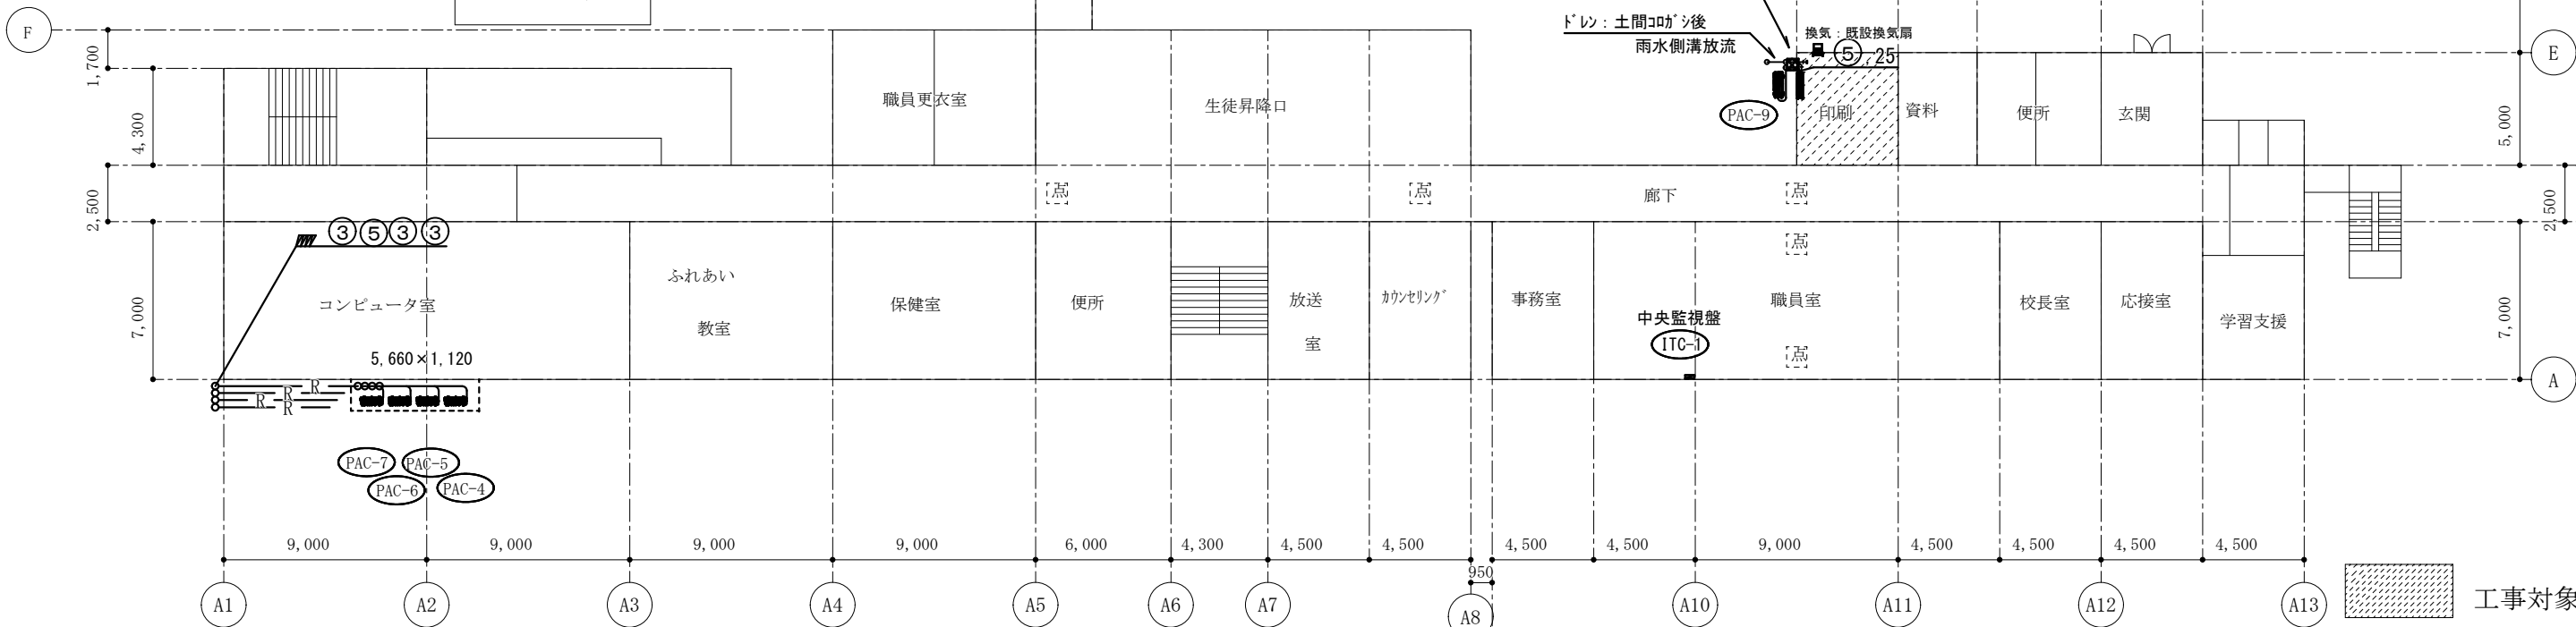 F
1,700
4,300
2,500
7,000
職員更衣室
生徒昇降口
ﾄﾞﾚﾝ：土間ｺﾛｶﾞｼ後
雨水側溝放流
換気：既設換気扇
⑤ 25
PAC-9
印刷
資料
便所
玄関
E
5,000
2,500
7,000
A
点
点
廊下
点
③⑤③③
コンピュータ室
ふれあい
教室
保健室
便所
放送
室
ｶｳﾝｾﾘﾝｸﾞ
事務室
中央監視盤
ITC-1
点
職員室
点
校長室
応接室
学習支援
5,660×1,120
R
R
R
R
PAC-7
PAC-5
PAC-6
PAC-4
9,000
9,000
9,000
9,000
6,000
4,300
4,500
4,500
950
4,500
4,500
9,000
4,500
4,500
4,500
4,500
A1
A2
A3
A4
A5
A6
A7
A8
A10
A11
A12
A13
工事対象